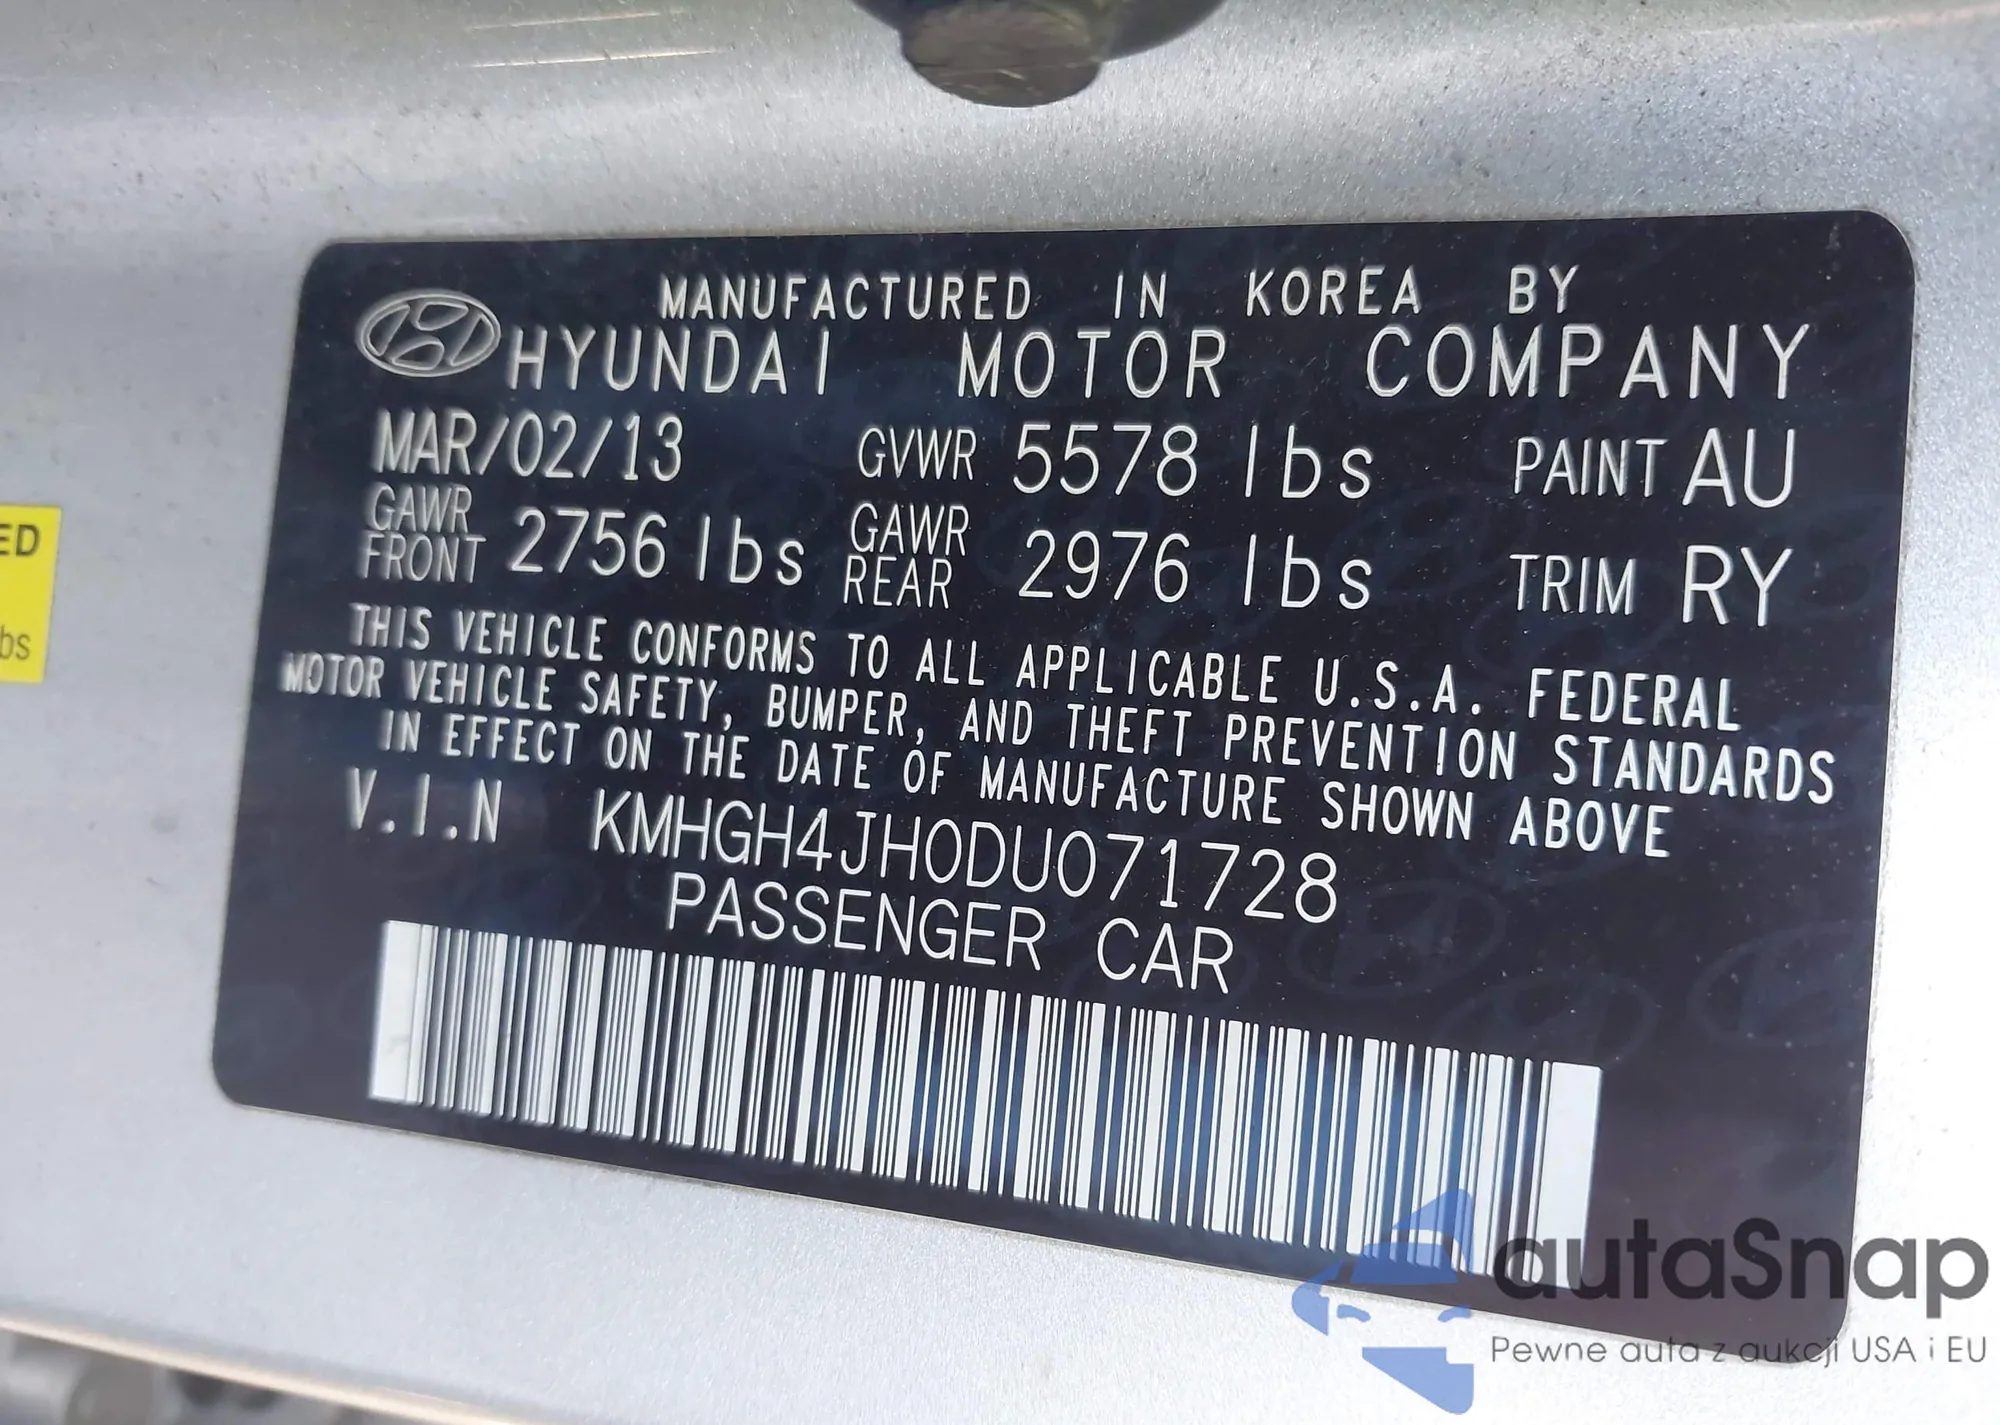 MANUFACTURED IN KOREA BY
HYUNDAI MOTOR COMPANY
MAR/02/13 GVWR 5578 lbs PAINT AU
GAWR FRONT 2756 lbs GAWR REAR 2976 lbs TRIM RY
THIS VEHICLE CONFORMS TO ALL APPLICABLE U.S.A. FEDERAL
MOTOR VEHICLE SAFETY, BUMPER, AND THEFT PREVENTION STANDARDS
IN EFFECT ON THE DATE OF MANUFACTURE SHOWN ABOVE
V.I.N KMHGH4JH0DU071728
PASSENGER CAR
ED
bs
autaSnap
Pewne auta z aukcji USA i EU